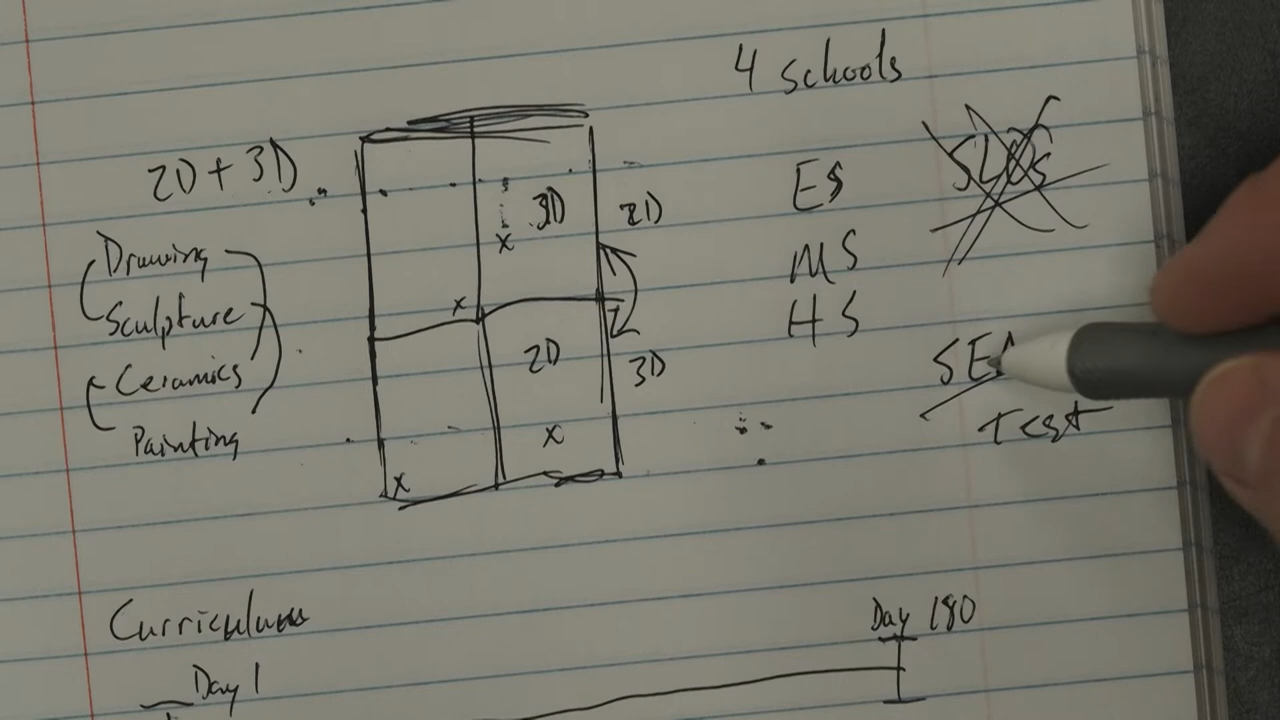 4 schools
2D + 3D
3D
2D
ES
SLOs
Drawing
x
MS
Sculpture
x
HS
Ceramics
2D
3D
Painting
x
Test
x
Curriculum
Day 180
Day 1